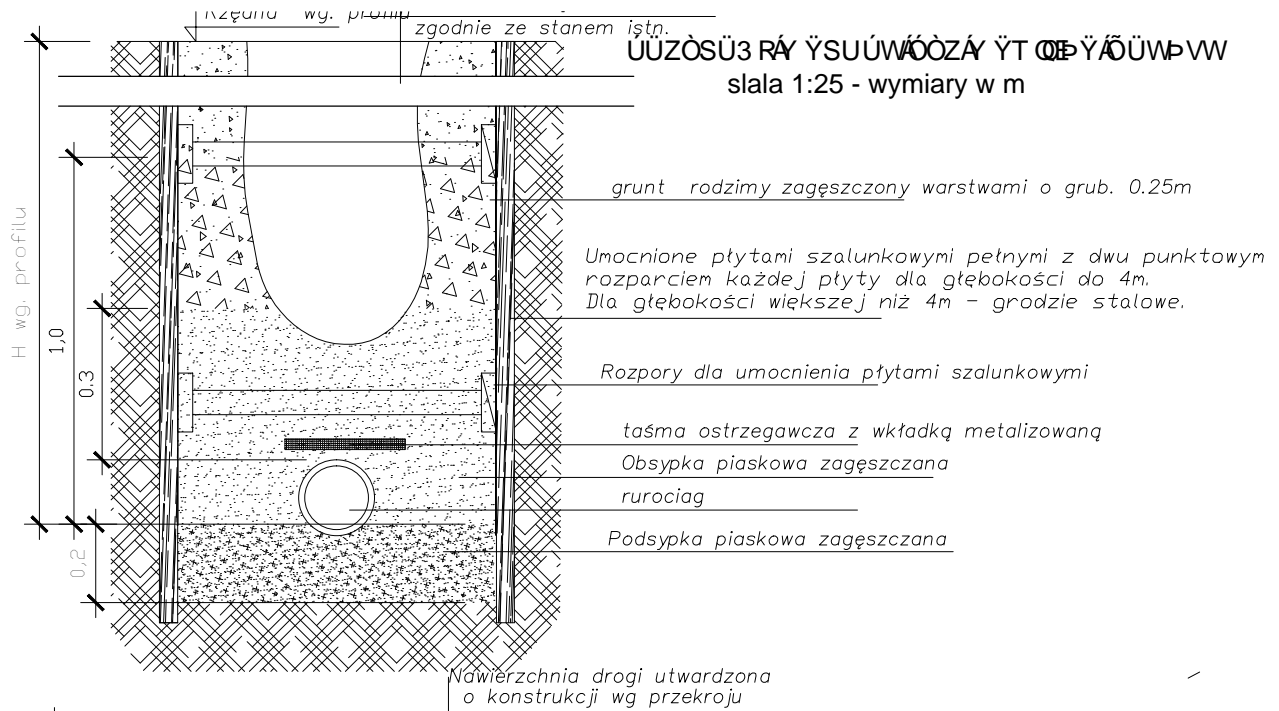 Rzędna wg. profilu
zgodnie ze stanem istn.
slala 1:25 - wymiary w m
grunt rodzimy zagęszczony warstwami o grub. 0.25m
Umocnione płytami szalunkowymi pełnymi z dwu punktowym
rozparciem każdej płyty dla głębokości do 4m.
Dla głębokości większej niż 4m - grodzie stalowe.
Rozpory dla umocnienia płytami szalunkowymi
taśma ostrzegawcza z wkładką metalizowaną
Obsypka piaskowa zagęszczana
rurociąg
Podsypka piaskowa zagęszczana
H wg. profilu
1,0
0.3
0,2
Nawierzchnia drogi utwardzona
o konstrukcji wg przekroju